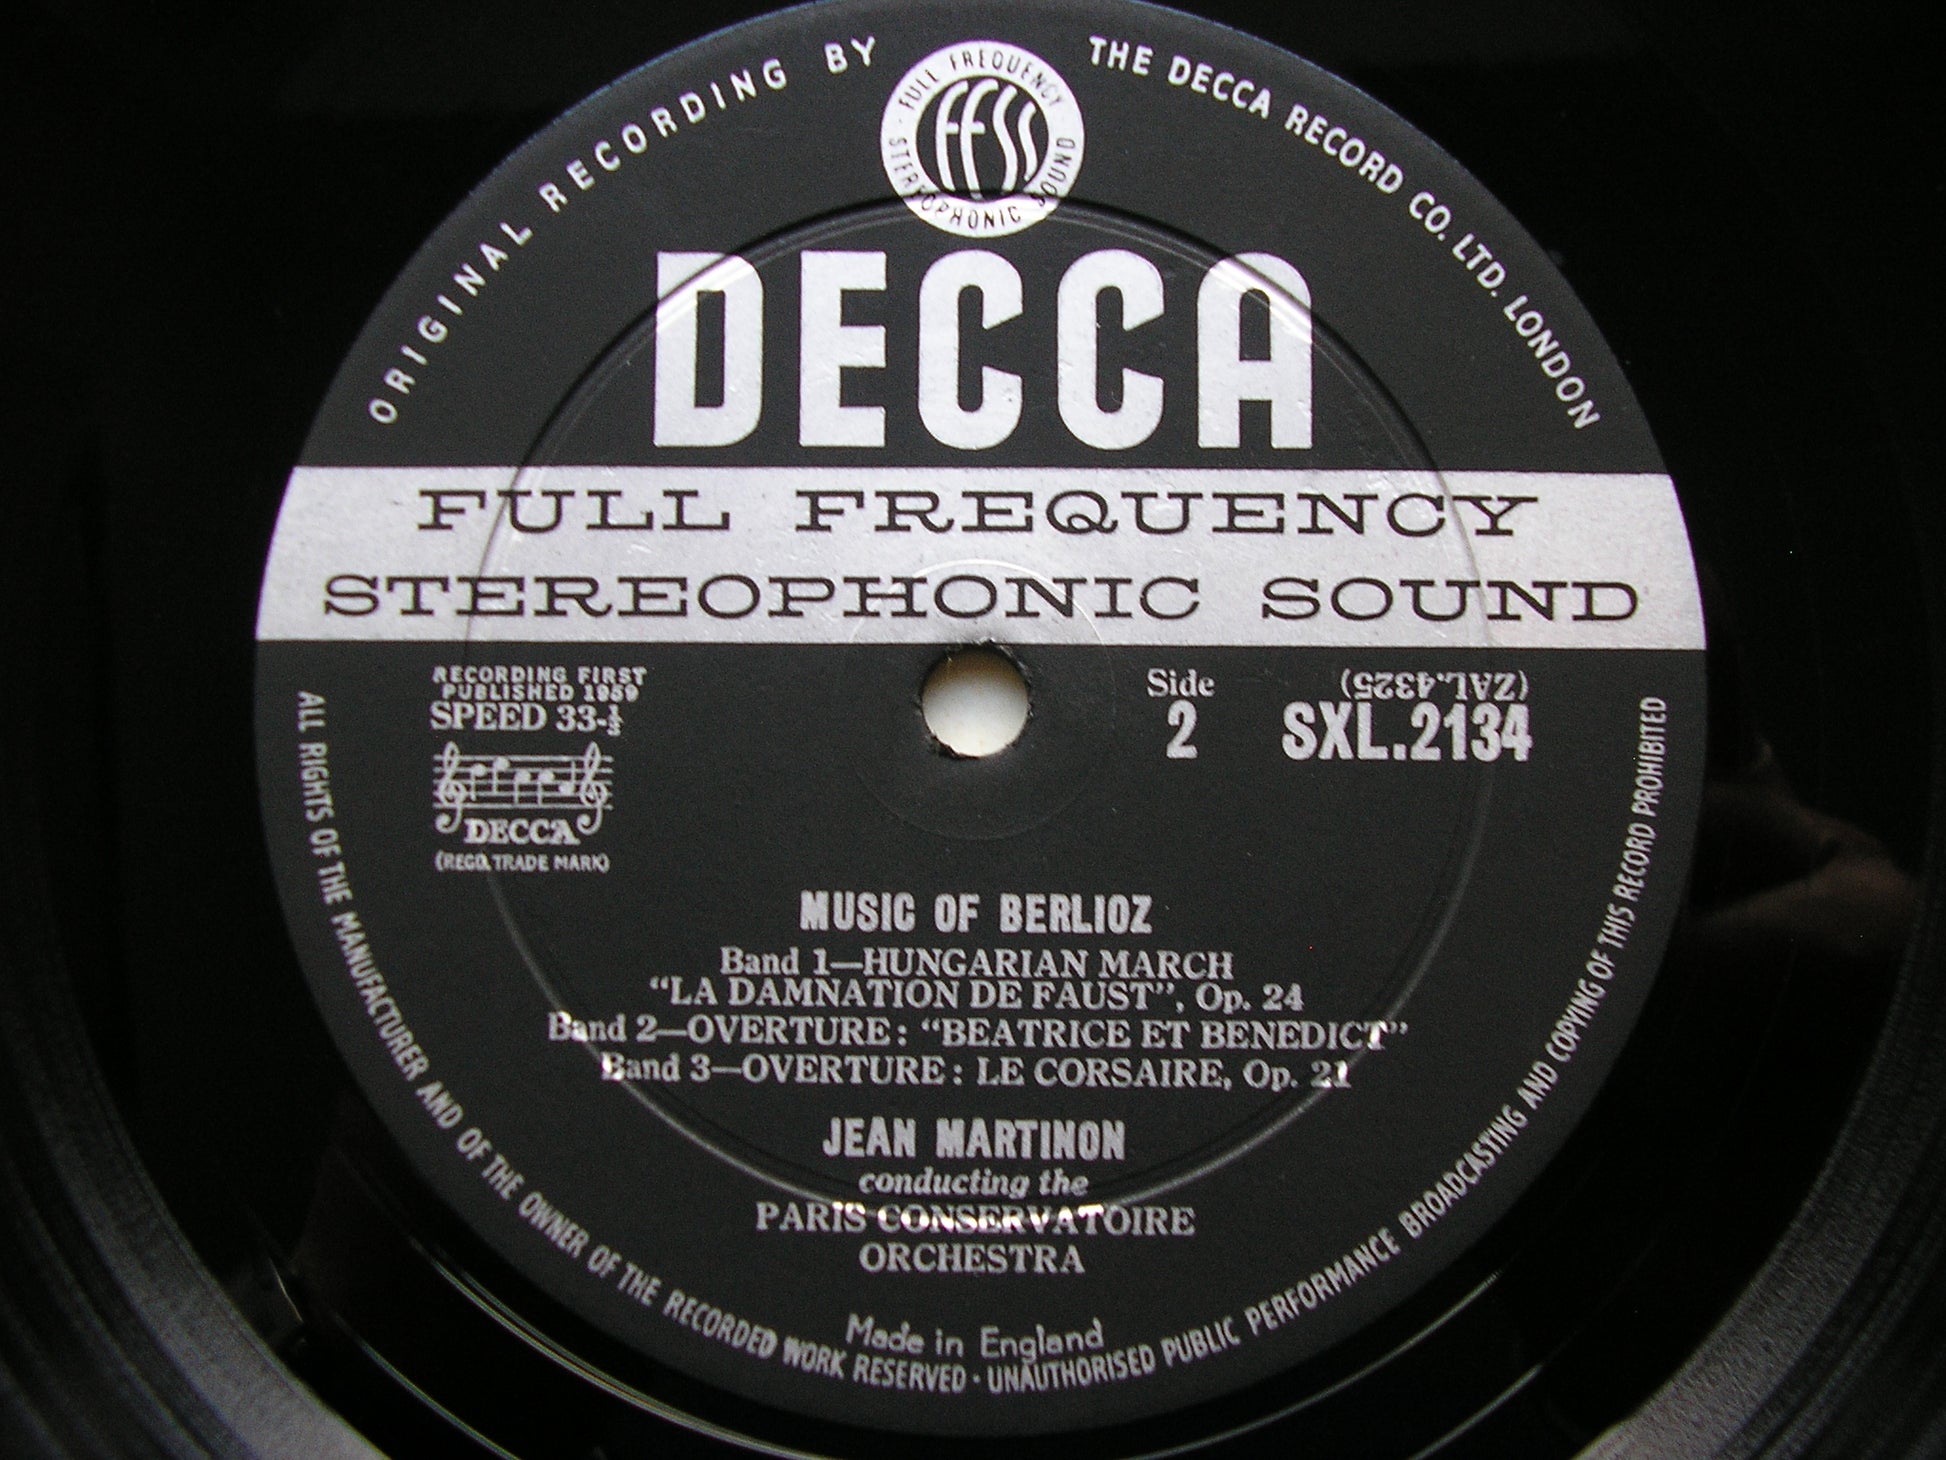 ORIGINAL RECORDING BY THE DECCA RECORD CO. LTD. LONDON
FULL FREQUENCY STEREOPHONIC SOUND
FFSS
DECCA
FULL FREQUENCY
STEREOPHONIC SOUND
RECORDING FIRST
PUBLISHED 1959
SPEED 33-⅓
DECCA
(REGD. TRADE MARK)
Side
2
(ZAL.4325)
SXL.2134
MUSIC OF BERLIOZ
Band 1—HUNGARIAN MARCH
“LA DAMNATION DE FAUST”, Op. 24
Band 2—OVERTURE: “BEATRICE ET BENEDICT”
Band 3—OVERTURE: LE CORSAIRE, Op. 21
JEAN MARTINON
conducting the
PARIS CONSERVATOIRE
ORCHESTRA
Made in England
ALL RIGHTS OF THE MANUFACTURER AND OF THE OWNER OF THE RECORDED WORK RESERVED · UNAUTHORISED PUBLIC PERFORMANCE BROADCASTING AND COPYING OF THIS RECORD PROHIBITED